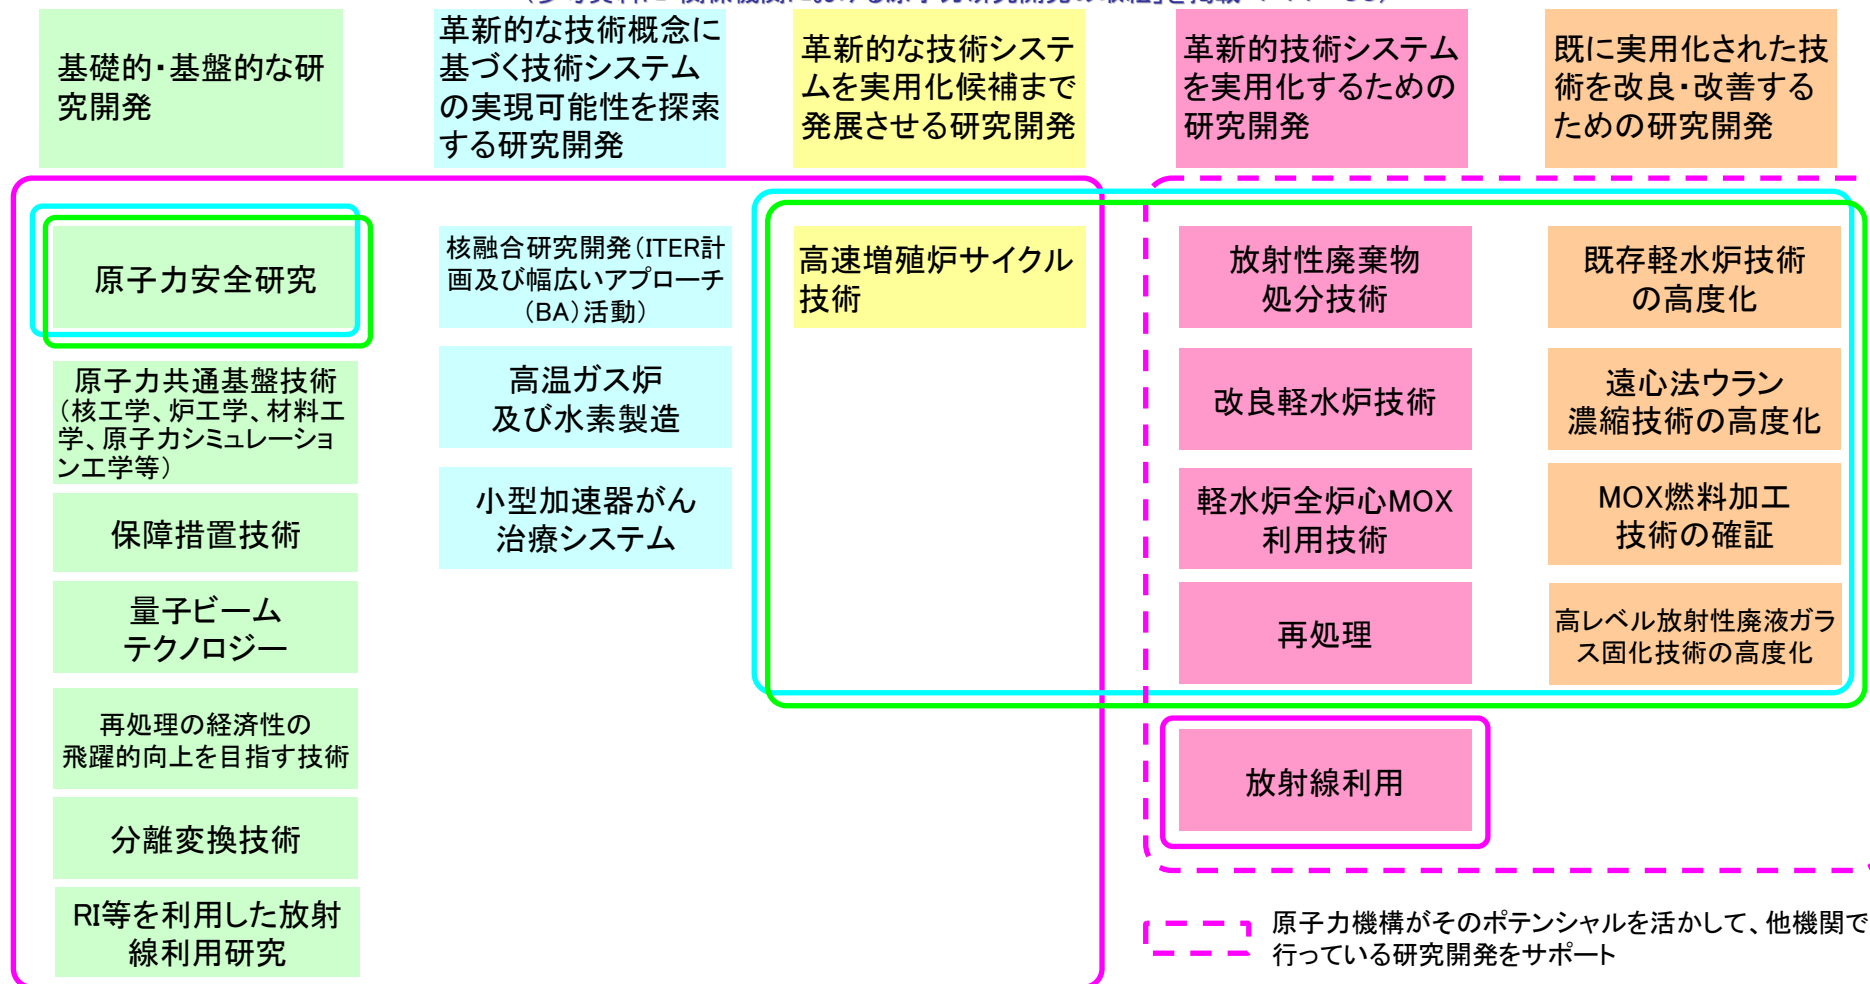 基礎的・基盤的な研
究開発
革新的な技術概念に
基づく技術システム
の実現可能性を探索
する研究開発
革新的な技術システ
ムを実用化候補まで
発展させる研究開発
革新的技術システム
を実用化するための
研究開発
既に実用化された技
術を改良・改善する
ための研究開発
原子力安全研究
原子力共通基盤技術
(核工学、炉工学、材料工
学、原子力シミュレーショ
ン工学等)
保障措置技術
量子ビーム
テクノロジー
再処理の経済性の
飛躍的向上を目指す技術
分離変換技術
RI等を利用した放射
線利用研究
核融合研究開発(ITER計
画及び幅広いアプローチ
(BA)活動)
高温ガス炉
及び水素製造
小型加速器がん
治療システム
高速増殖炉サイクル
技術
放射性廃棄物
処分技術
改良軽水炉技術
軽水炉全炉心MOX
利用技術
再処理
放射線利用
既存軽水炉技術
の高度化
遠心法ウラン
濃縮技術の高度化
MOX燃料加工
技術の確証
高レベル放射性廃液ガラ
ス固化技術の高度化
原子力機構がそのポテンシャルを活かして、他機関で
行っている研究開発をサポート